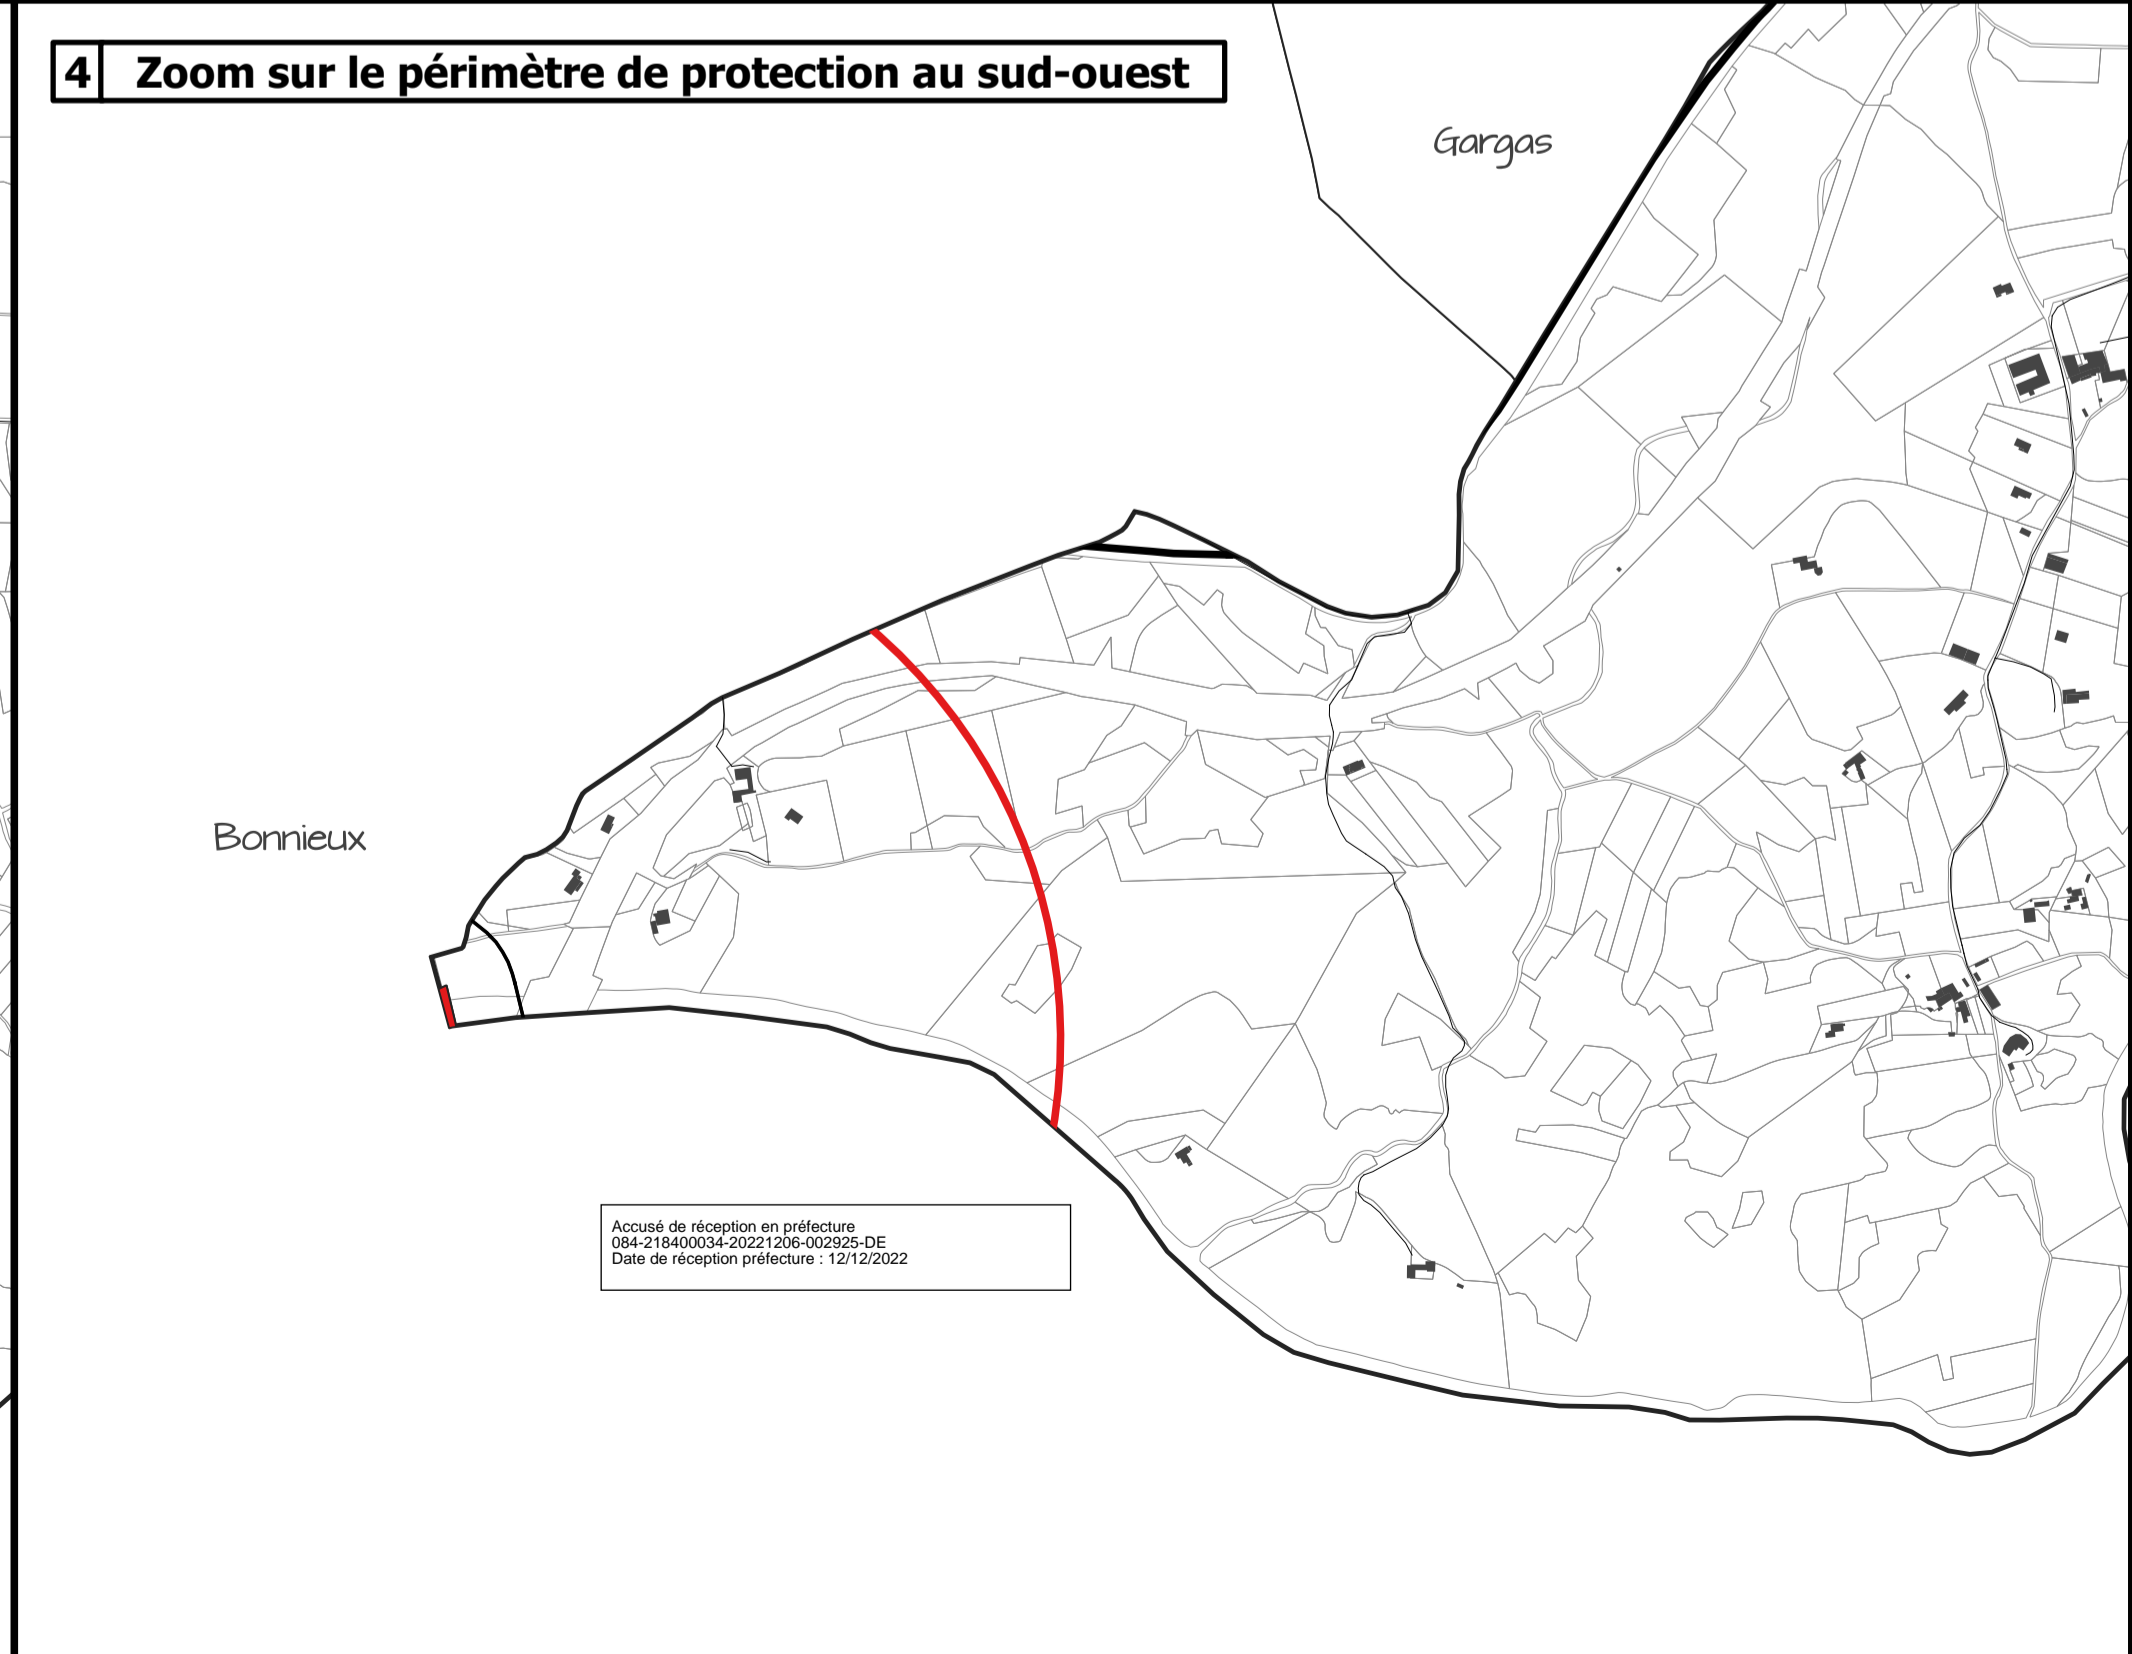 4 Zoom sur le périmètre de protection au sud-ouest
Gargas
Bonnieux
Accusé de réception en préfecture
084-218400034-20221206-002925-DE
Date de réception préfecture : 12/12/2022